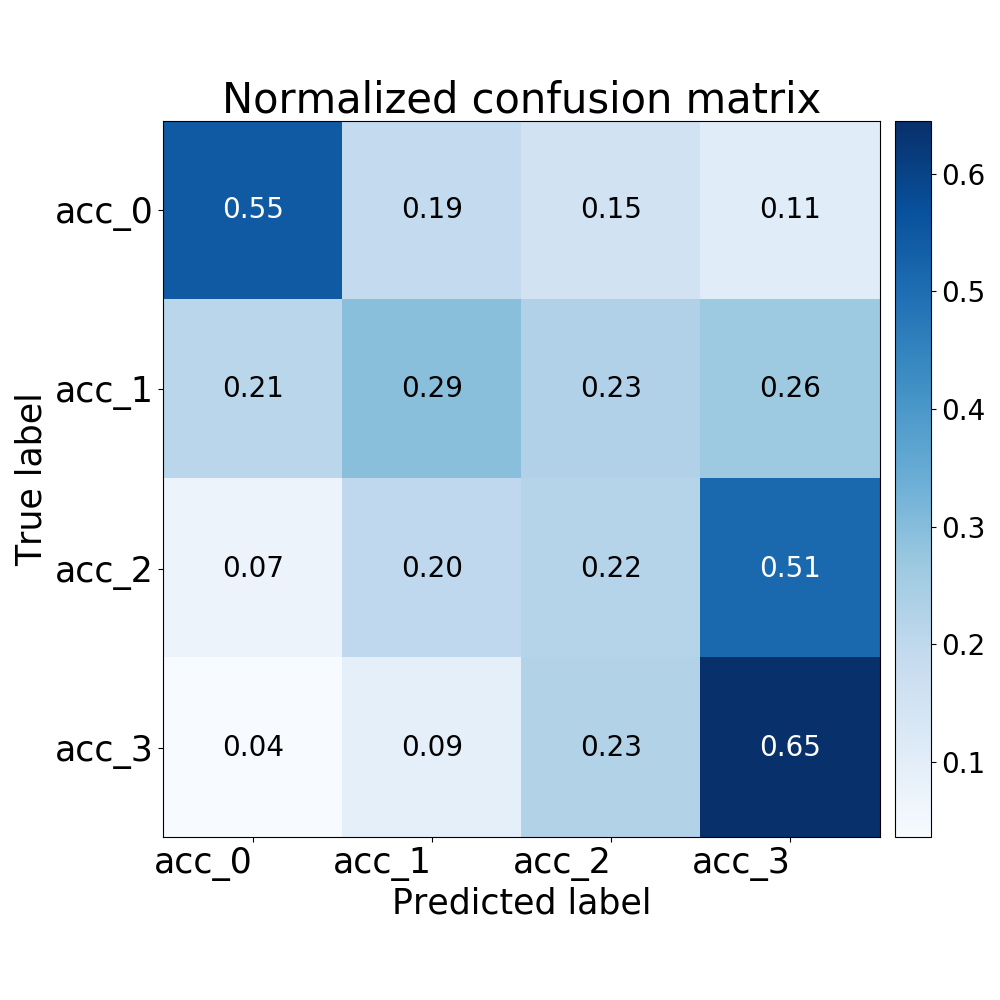 Normalized confusion matrix
True label
acc_0 0.55 0.19 0.15 0.11
acc_1 0.21 0.29 0.23 0.26
acc_2 0.07 0.20 0.22 0.51
acc_3 0.04 0.09 0.23 0.65
acc_0 acc_1 acc_2 acc_3
Predicted label
0.6
0.5
0.4
0.3
0.2
0.1